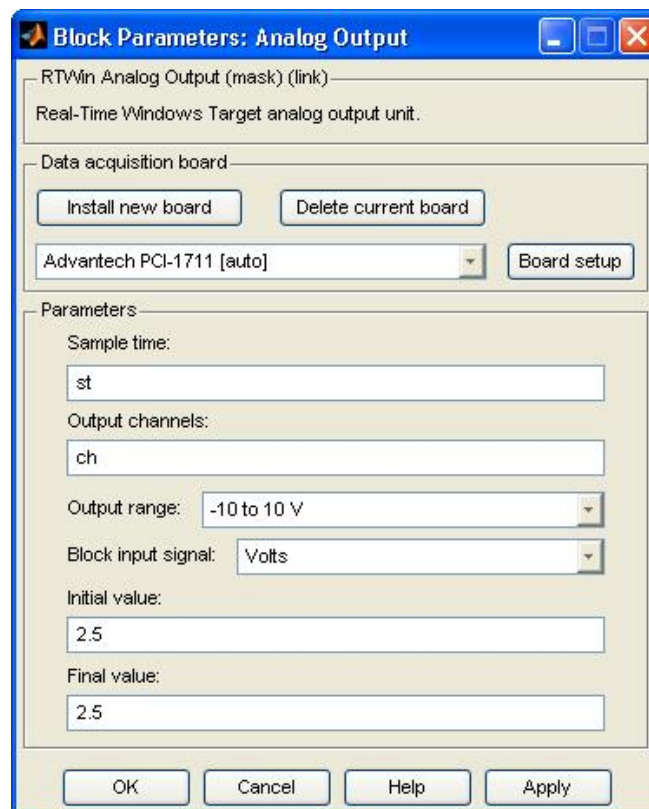 Block Parameters: Analog Output
RTWin Analog Output (mask) (link)
Real-Time Windows Target analog output unit.
Data acquisition board
Install new board Delete current board
Advantech PCI-1711 [auto] Board setup
Parameters
Sample time:
st
Output channels:
ch
Output range: -10 to 10 V
Block input signal: Volts
Initial value:
2.5
Final value:
2.5
OK Cancel Help Apply